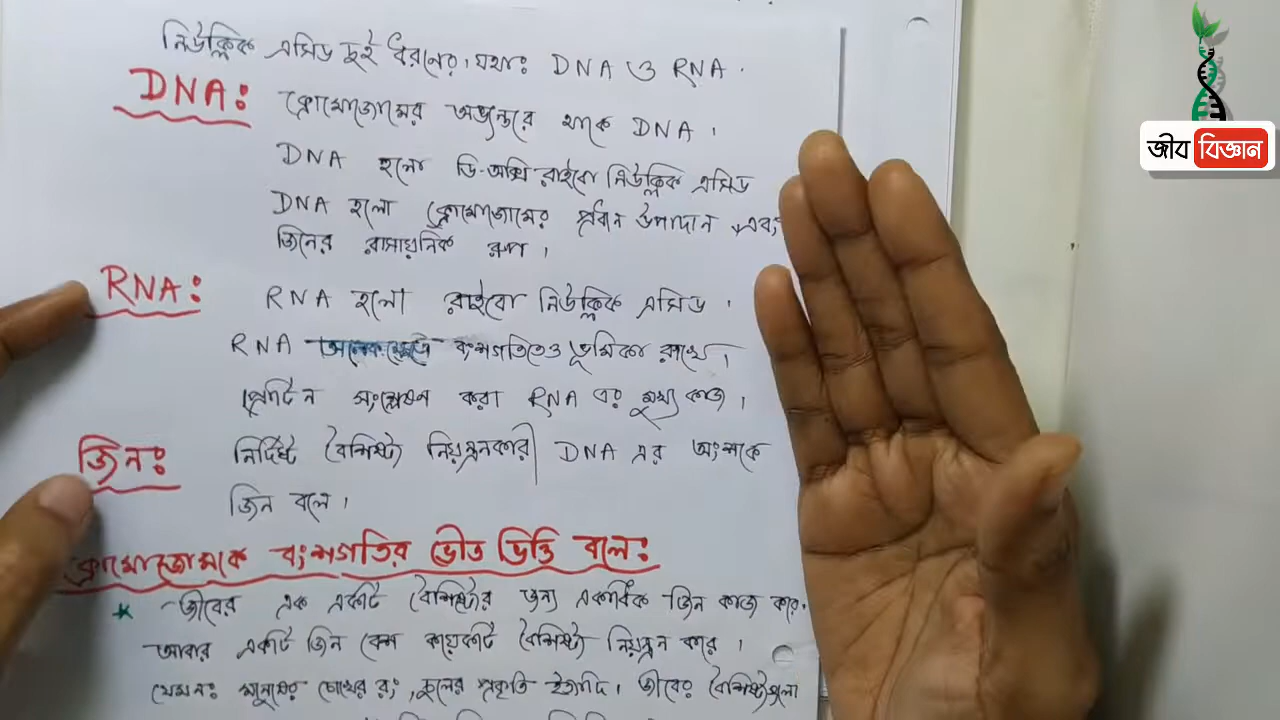 নিউক্লিক এসিড দুই ধরনের। যথাঃ DNA ও RNA.
DNA: ক্রোমোজোমের অভ্যন্তরে থাকে DNA।
DNA হলো ডি-অক্সি রাইবো নিউক্লিক এসিড
DNA হলো ক্রোমোজোমের প্রধান উপাদান এবং
জিনের রাসায়নিক রূপ।
RNA: RNA হলো রাইবো নিউক্লিক এসিড।
RNA বংশগতিতেও ভূমিকা রাখে।
প্রোটিন সংশ্লেষণ করা RNA এর মুখ্য কাজ।
জিনঃ নির্দিষ্ট বৈশিষ্ট্য নিয়ন্ত্রনকারী DNA এর অংশকে
জিন বলে।
ক্রোমোজোমকে বংশগতির ভৌত ভিত্তি বলেঃ
* জীবের এক একটি বৈশিষ্ট্যের জন্য একাধিক জিন কাজ করে।
আবার একটি জিন বেশ কয়েকটি বৈশিষ্ট্য নিয়ন্ত্রন করে।
যেমনঃ মানুষের চোখের রং, চুলের প্রকৃতি ইত্যাদি। জীবের বৈশিষ্ট্যগুলো
জীব বিজ্ঞান